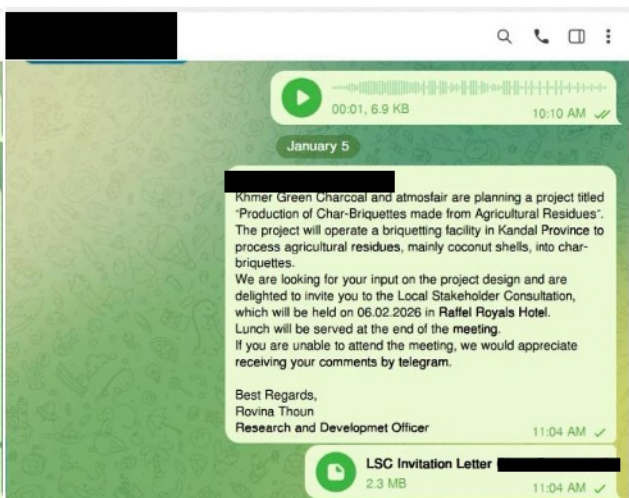 00:01, 6.9 KB
10:10 AM
January 5
Khmer Green Charcoal and atmosfair are planning a project titled
"Production of Char-Briquettes made from Agricultural Residues".
The project will operate a briquetting facility in Kandal Province to
process agricultural residues, mainly coconut shells, into char-
briquettes.
We are looking for your input on the project design and are
delighted to invite you to the Local Stakeholder Consultation,
which will be held on 06.02.2026 in Raffel Royals Hotel.
Lunch will be served at the end of the meeting.
If you are unable to attend the meeting, we would appreciate
receiving your comments by telegram.
Best Regards,
Rovina Thoun
Research and Developmet Officer
11:04 AM
LSC Invitation Letter
2.3 MB
11:04 AM